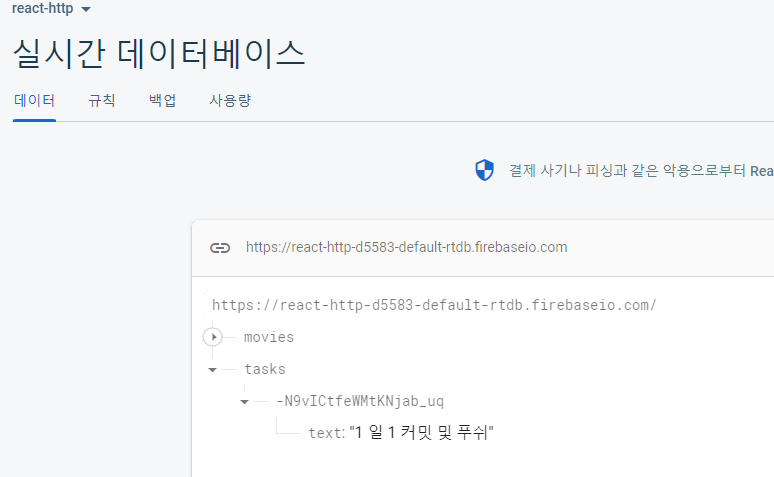 react-http
실시간 데이터베이스
데이터 규칙 백업 사용량
결제 사기나 피싱과 같은 악용으로부터 Rea
https://react-http-d5583-default-rtdb.firebaseio.com
https://react-http-d5583-default-rtdb.firebaseio.com/
movies
tasks
-N9vICtfeWMtKNjab_uq
text: "1 일 1 커밋 및 푸쉬"